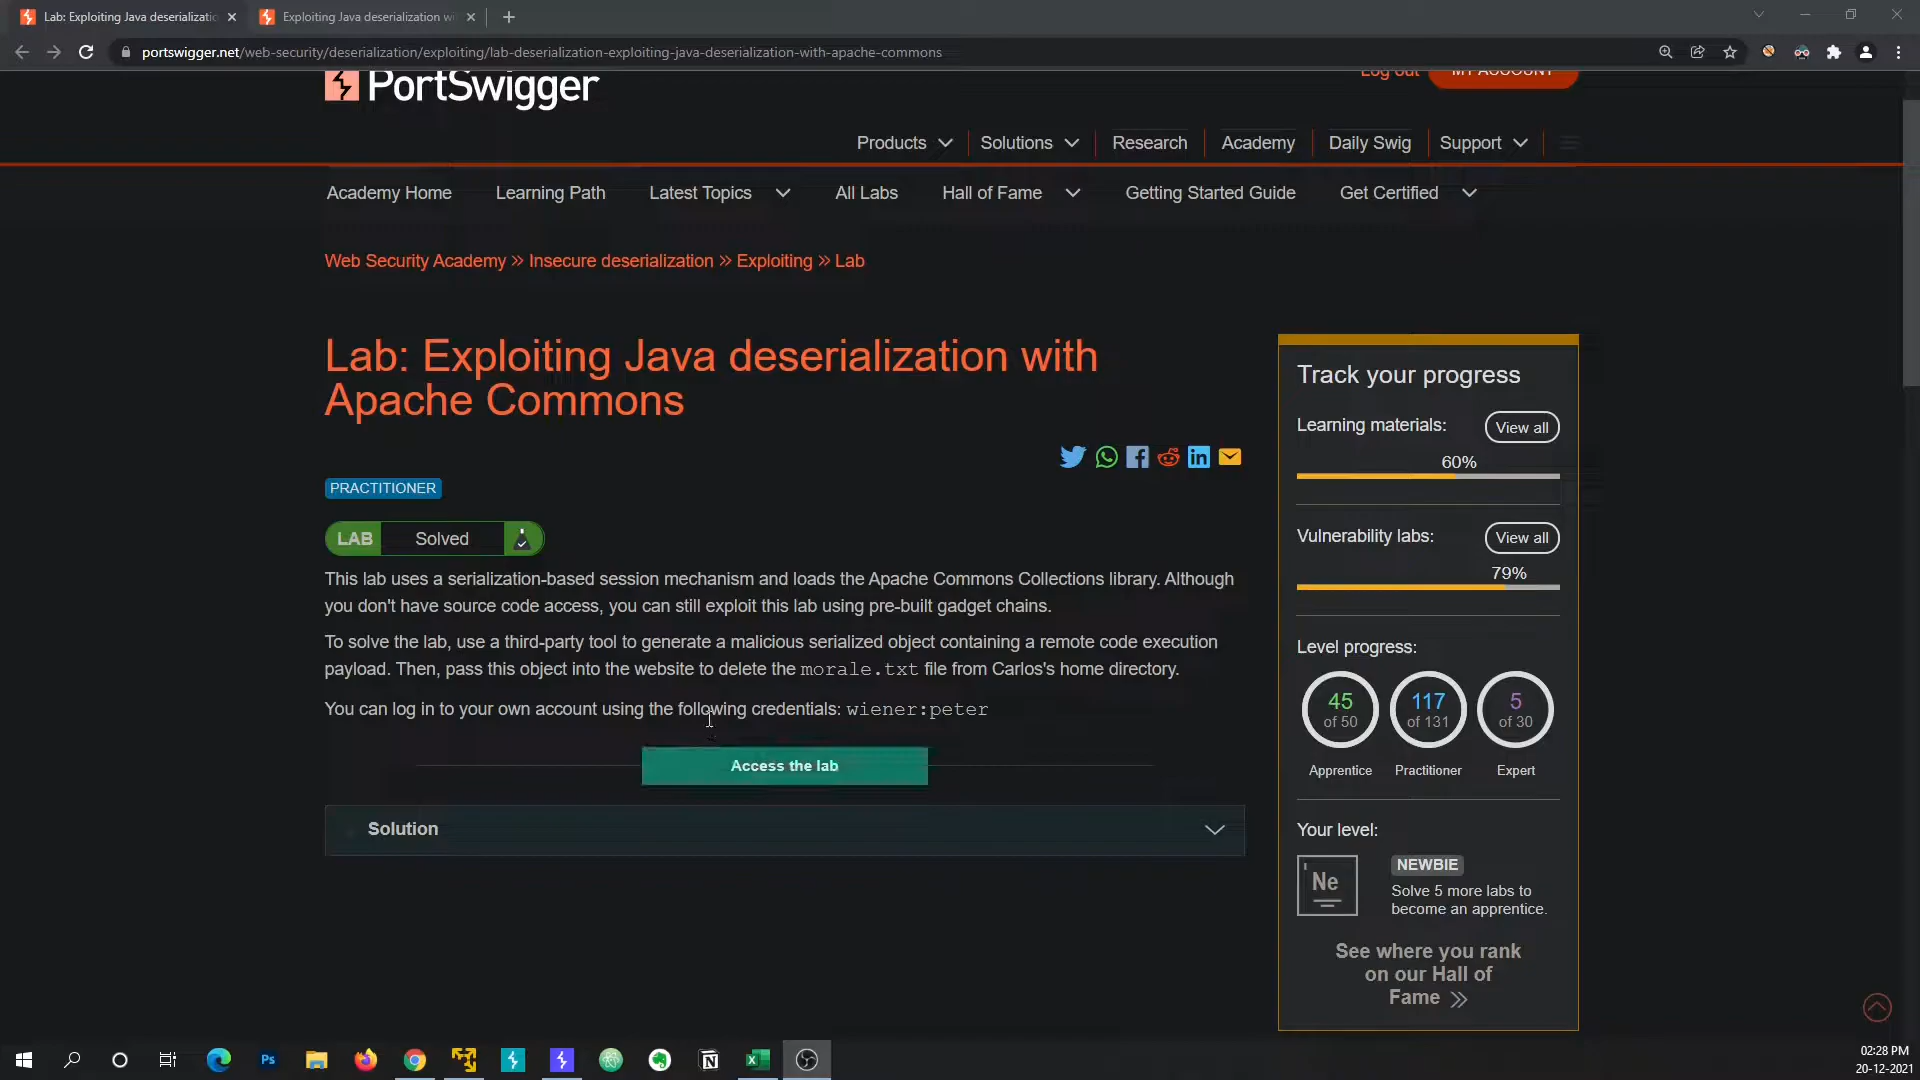 Lab: Exploiting Java deserializatio
Exploiting Java deserialization wi
portswigger.net/web-security/deserialization/exploiting/lab-deserialization-exploiting-java-deserialization-with-apache-commons
PortSwigger
Log out
MY ACCOUNT
Products
Solutions
Research
Academy
Daily Swig
Support
Academy Home
Learning Path
Latest Topics
All Labs
Hall of Fame
Getting Started Guide
Get Certified
Web Security Academy » Insecure deserialization » Exploiting » Lab
Lab: Exploiting Java deserialization with
Apache Commons
PRACTITIONER
LAB Solved
This lab uses a serialization-based session mechanism and loads the Apache Commons Collections library. Although
you don't have source code access, you can still exploit this lab using pre-built gadget chains.
To solve the lab, use a third-party tool to generate a malicious serialized object containing a remote code execution
payload. Then, pass this object into the website to delete the morale.txt file from Carlos's home directory.
You can log in to your own account using the following credentials: wiener:peter
Access the lab
Solution
Track your progress
Learning materials:
View all
60%
Vulnerability labs:
View all
79%
Level progress:
45
of 50
117
of 131
5
of 30
Apprentice
Practitioner
Expert
Your level:
Ne
NEWBIE
Solve 5 more labs to
become an apprentice.
See where you rank
on our Hall of
Fame »
Ps
02:28 PM
20-12-2021